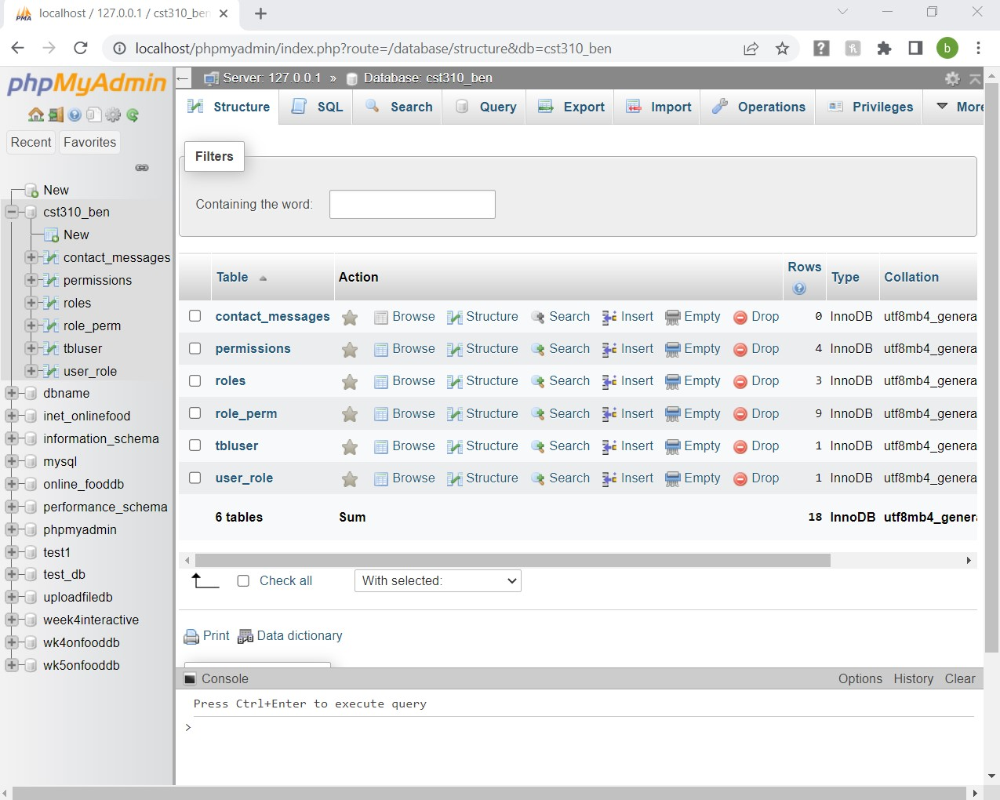 localhost / 127.0.0.1 / cst310_ben
localhost/phpmyadmin/index.php?route=/database/structure&db=cst310_ben
b
phpMyAdmin
Recent Favorites
New
cst310_ben
New
contact_messages
permissions
roles
role_perm
tbluser
user_role
dbname
inet_onlinefood
information_schema
mysql
online_fooddb
performance_schema
phpmyadmin
test1
test_db
uploadfiledb
week4interactive
wk4onfooddb
wk5onfooddb
Server: 127.0.0.1 » Database: cst310_ben
Structure SQL Search Query Export Import Operations Privileges More
Filters
Containing the word:
Table Action Rows Type Collation
contact_messages Browse Structure Search Insert Empty Drop 0 InnoDB utf8mb4_genera
permissions Browse Structure Search Insert Empty Drop 4 InnoDB utf8mb4_genera
roles Browse Structure Search Insert Empty Drop 3 InnoDB utf8mb4_genera
role_perm Browse Structure Search Insert Empty Drop 9 InnoDB utf8mb4_genera
tbluser Browse Structure Search Insert Empty Drop 1 InnoDB utf8mb4_genera
user_role Browse Structure Search Insert Empty Drop 1 InnoDB utf8mb4_genera
6 tables Sum 18 InnoDB utf8mb4_genera
Check all With selected:
Print Data dictionary
Console Options History Clear
Press Ctrl+Enter to execute query
>